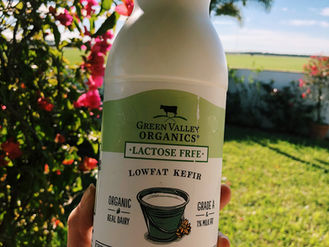 GREEN VALLEY
ORGANICS®
• LACTOSE FREE •
LOWFAT KEFIR
ORGANIC
REAL DAIRY
GRADE A
1% MILK FAT